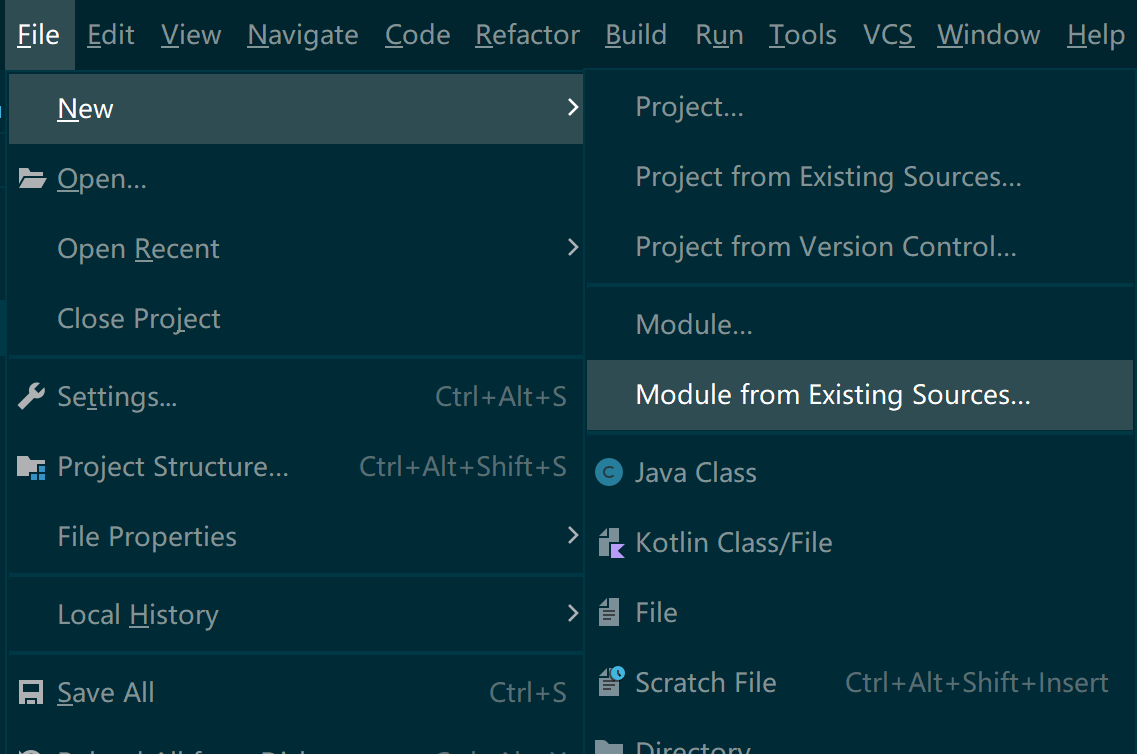 File Edit View Navigate Code Refactor Build Run Tools VCS Window Help
New
Open...
Open Recent
Close Project
Settings... Ctrl+Alt+S
Project Structure... Ctrl+Alt+Shift+S
File Properties
Local History
Save All Ctrl+S
Project...
Project from Existing Sources...
Project from Version Control...
Module...
Module from Existing Sources...
Java Class
Kotlin Class/File
File
Scratch File Ctrl+Alt+Shift+Insert
Directory